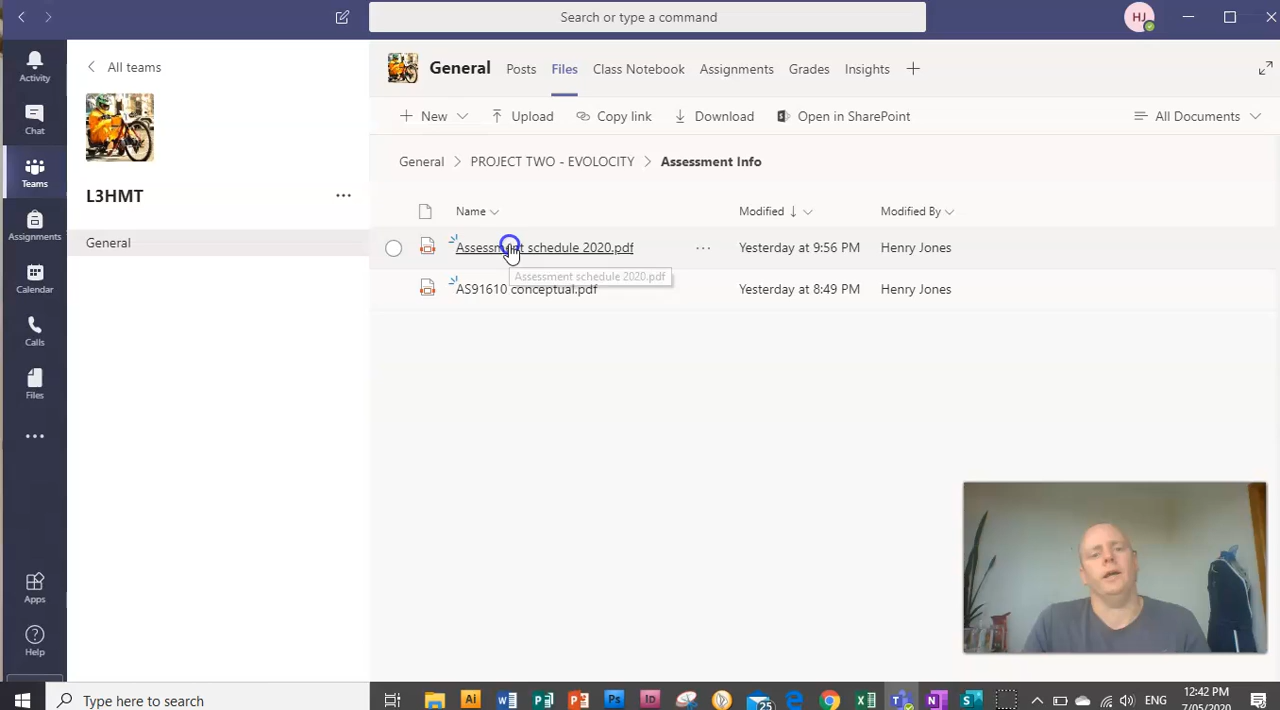 Search or type a command
HJ
Activity
Chat
Teams
Assignments
Calendar
Calls
Files
Apps
Help
All teams
L3HMT
General
General
Posts
Files
Class Notebook
Assignments
Grades
Insights
New
Upload
Copy link
Download
Open in SharePoint
All Documents
General > PROJECT TWO - EVOLOCITY > Assessment Info
Name
Modified
Modified By
Assessment schedule 2020.pdf
Yesterday at 9:56 PM
Henry Jones
Assessment schedule 2020.pdf
AS91610 conceptual.pdf
Yesterday at 8:49 PM
Henry Jones
Type here to search
Ai
Ps
25
ENG
12:42 PM
7/05/2020